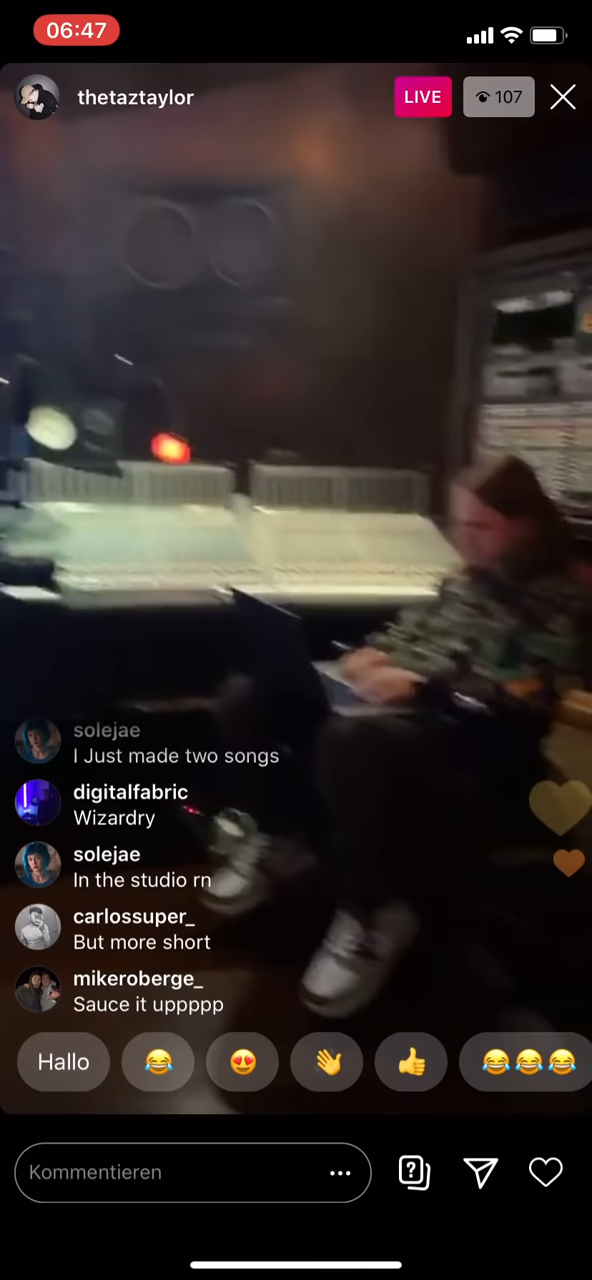 06:47
thetaztaylor
LIVE
107
solejae
I Just made two songs
digitalfabric
Wizardry
solejae
In the studio rn
carlossuper_
But more short
mikeroberge_
Sauce it uppppp
Hallo
Kommentieren